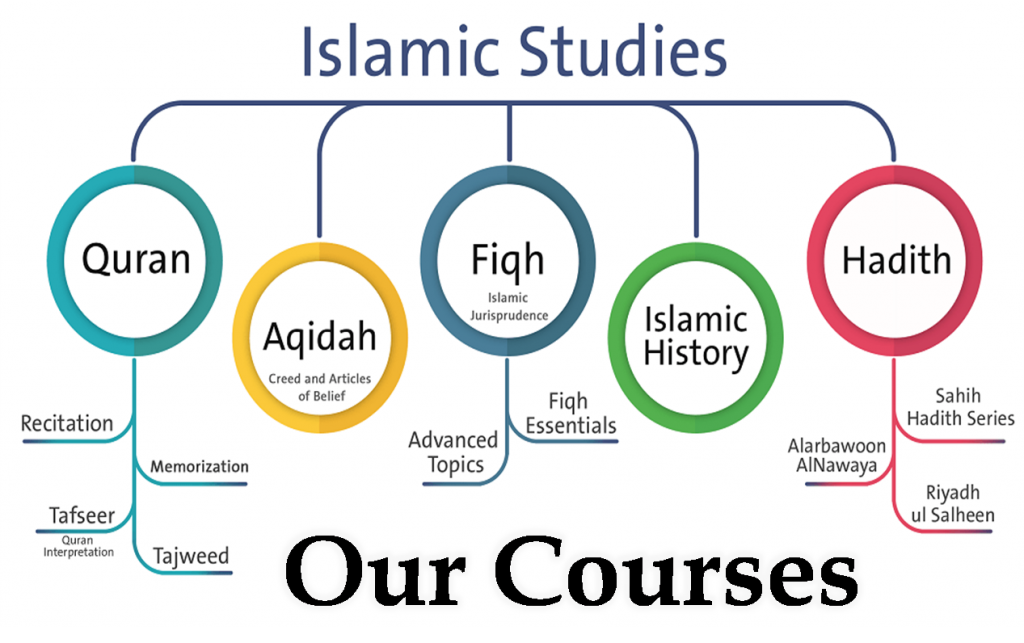 Islamic Studies
Quran
Aqidah
Creed and Articles
of Belief
Fiqh
Islamic
Jurisprudence
Islamic
History
Hadith
Recitation
Memorization
Tafseer
Quran
Interpretation
Tajweed
Fiqh
Essentials
Advanced
Topics
Sahih
Hadith Series
Alarbawoon
AlNawaya
Riyadh
ul Salheen
Our Courses